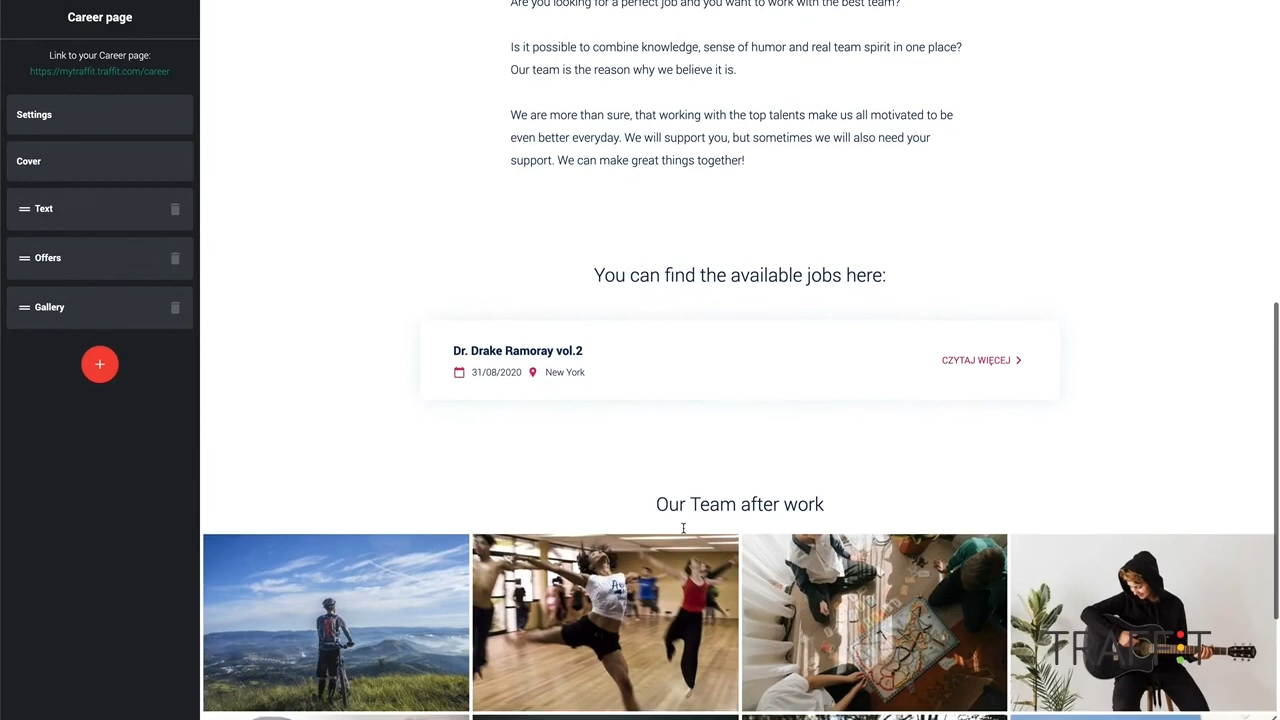 Career page
Link to your Career page:
https://mytraffit.traffit.com/career
Settings
Cover
Text
Offers
Gallery
+
Are you looking for a perfect job and you want to work with the best team?
Is it possible to combine knowledge, sense of humor and real team spirit in one place?
Our team is the reason why we believe it is.
We are more than sure, that working with the top talents make us all motivated to be
even better everyday. We will support you, but sometimes we will also need your
support. We can make great things together!
You can find the available jobs here:
Dr. Drake Ramoray vol.2
31/08/2020 New York
CZYTAJ WIĘCEJ
Our Team after work
TRAFFIT